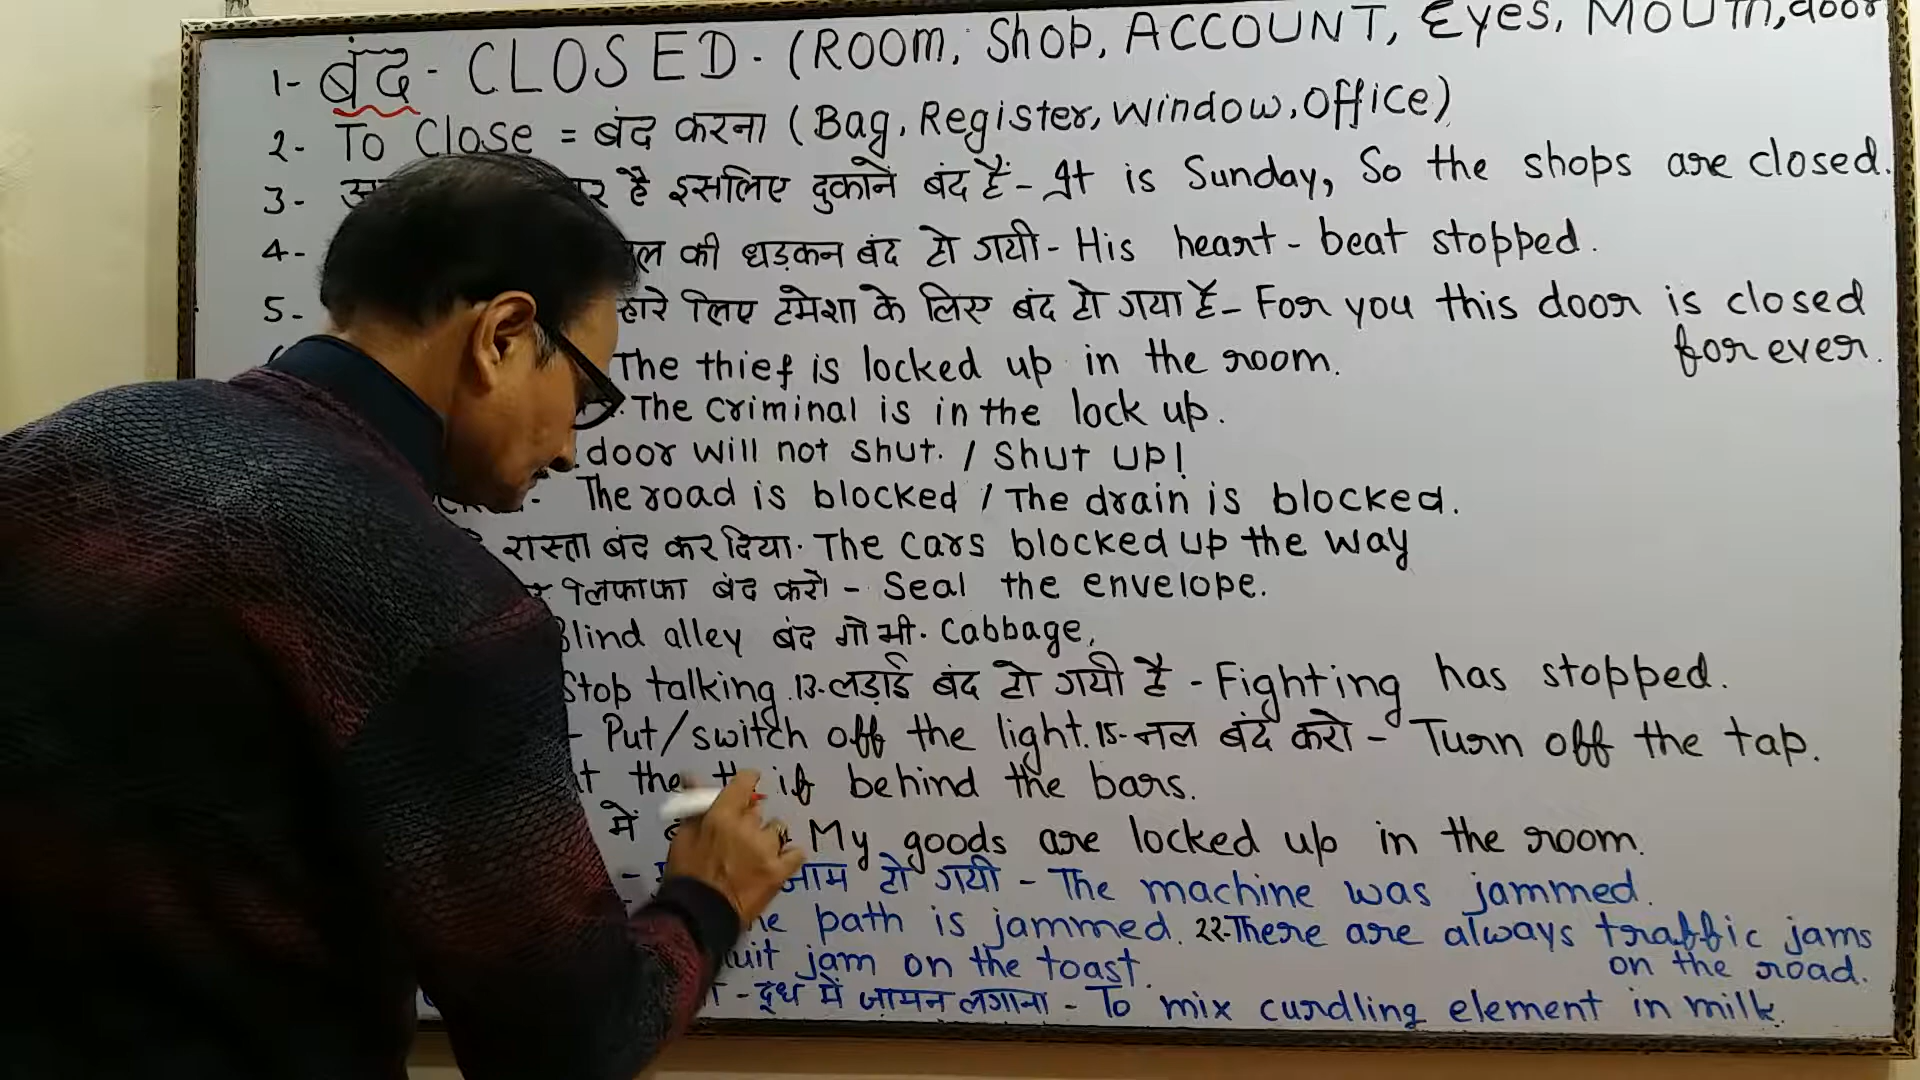 1- बंद - CLOSED. (ROOM, Shop, ACCOUNT, Eyes, MOUTH, door
2- To Close = बंद करना (Bag, Register, Window, Office)
3- है इसलिए दुकाने बंद हैं - It is Sunday, So the shops are closed.
4- की धड़कन बंद हो गयी - His heart-beat stopped.
5- लिए हमेशा के लिए बंद हो गया है - For you this door is closed
for ever.
The thief is locked up in the room.
The criminal is in the lock up.
door will not shut. / Shut up!
The road is blocked / The drain is blocked.
रास्ता बंद कर दिया. The cars blocked up the way
लिफाफा बंद करो - Seal the envelope.
Blind alley बंद गोभी. Cabbage,
Stop talking. 13- लड़ाई बंद हो गयी है - Fighting has stopped.
- Put/switch off the light. 15- नल बंद करो - Turn off the tap.
the behind the bars.
में My goods are locked up in the room.
जाम हो गयी - The machine was jammed.
path is jammed. 22- There are always traffic jams
on the road.
jam on the toast.
- दूध में जामन लगाना - To mix curdling element in milk.